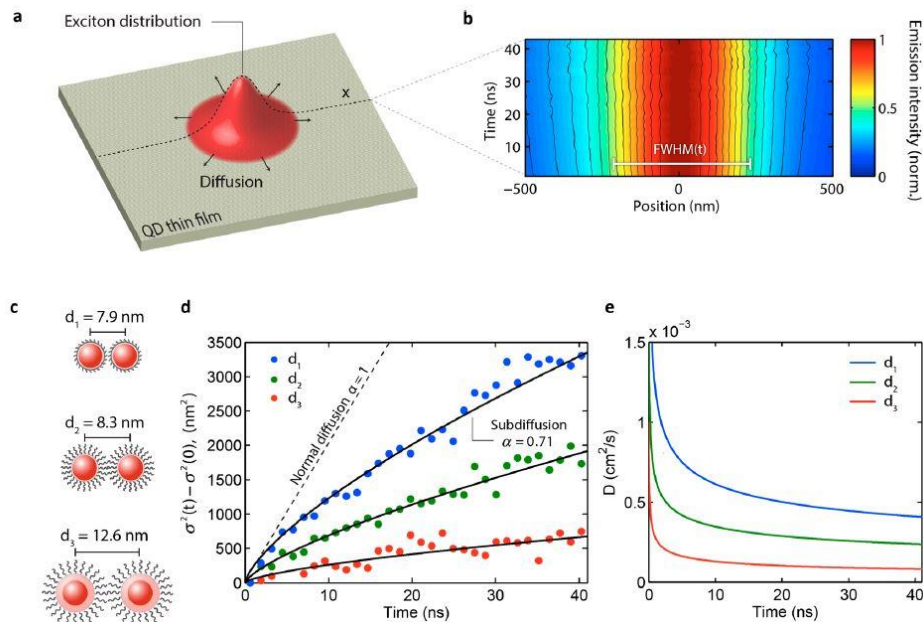 a
Exciton distribution
x
Diffusion
QD thin film
b
Time (ns)
40
30
20
10
FWHM(t)
−500
0
500
Position (nm)
1
0.5
0
Emission intensity (norm.)
c
d₁ = 7.9 nm
d₂ = 8.3 nm
d₃ = 12.6 nm
d
σ²(t) − σ²(0), (nm²)
3500
3000
2500
2000
1500
1000
500
0
d₁
d₂
d₃
Normal diffusion α = 1
Subdiffusion
α = 0.71
0
10
20
30
40
Time (ns)
e
x 10⁻³
D (cm²/s)
1.5
1
0.5
0
d₁
d₂
d₃
0
10
20
30
40
Time (ns)